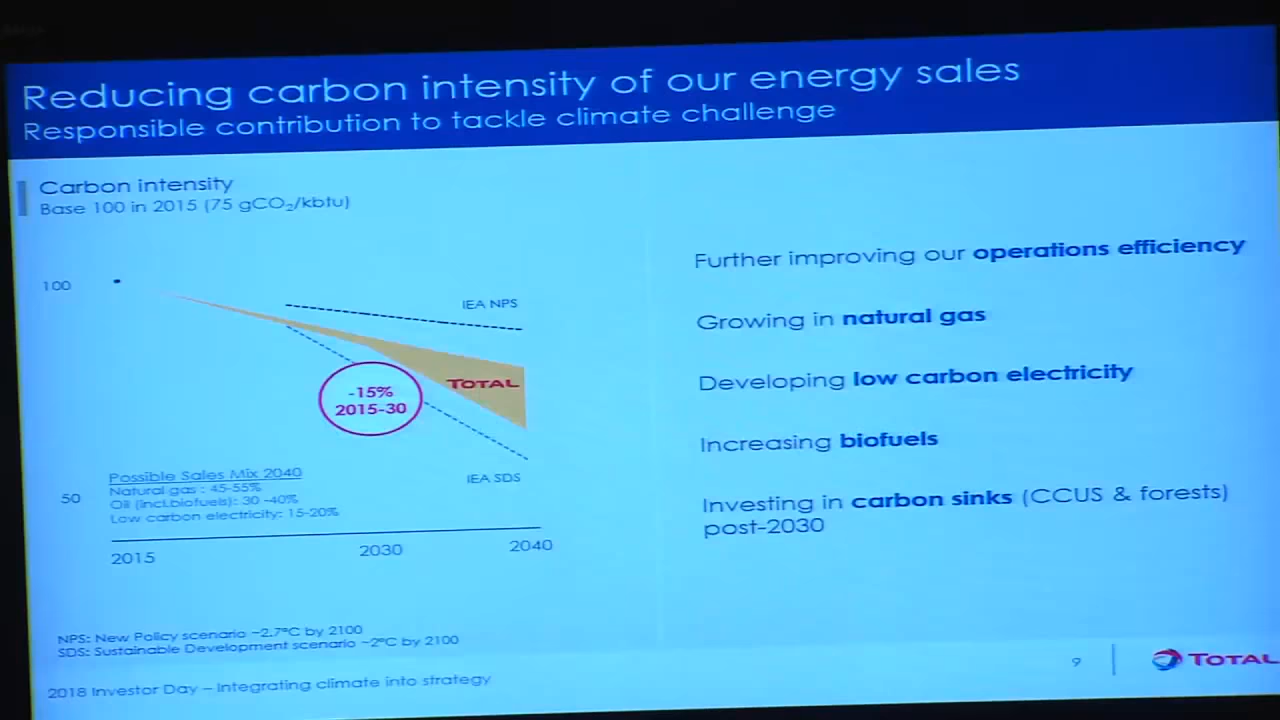 Reducing carbon intensity of our energy sales
Responsible contribution to tackle climate challenge
Carbon intensity
Base 100 in 2015 (75 gCO₂/kbtu)
100
IEA NPS
TOTAL
-15%
2015-30
IEA SDS
50
Possible Sales Mix 2040
Natural gas : 45-55%
Oil (incl.biofuels): 30 -40%
Low carbon electricity: 15-20%
2015
2030
2040
Further improving our operations efficiency
Growing in natural gas
Developing low carbon electricity
Increasing biofuels
Investing in carbon sinks (CCUS & forests)
post-2030
NPS: New Policy scenario ~2.7°C by 2100
SDS: Sustainable Development scenario ~2°C by 2100
2018 Investor Day – Integrating climate into strategy
9
TOTAL